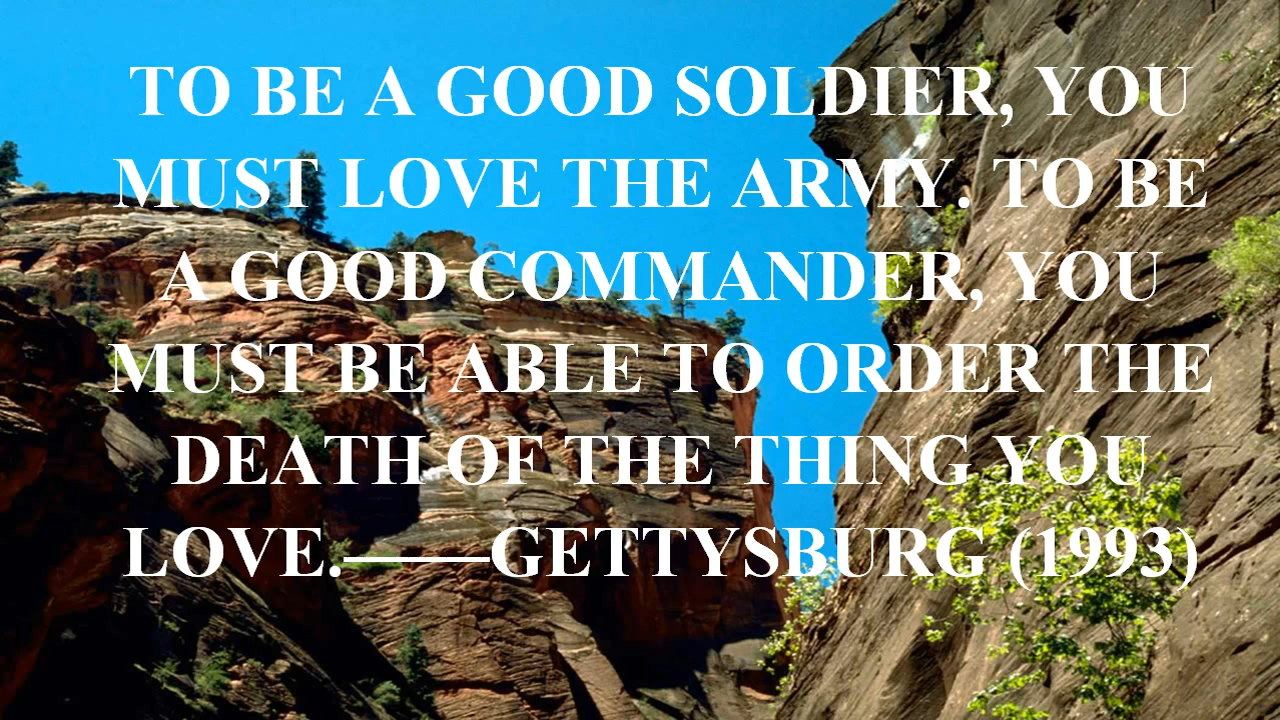 TO BE A GOOD SOLDIER, YOU
MUST LOVE THE ARMY. TO BE
A GOOD COMMANDER, YOU
MUST BE ABLE TO ORDER THE
DEATH OF THE THING YOU
LOVE.——GETTYSBURG (1993)